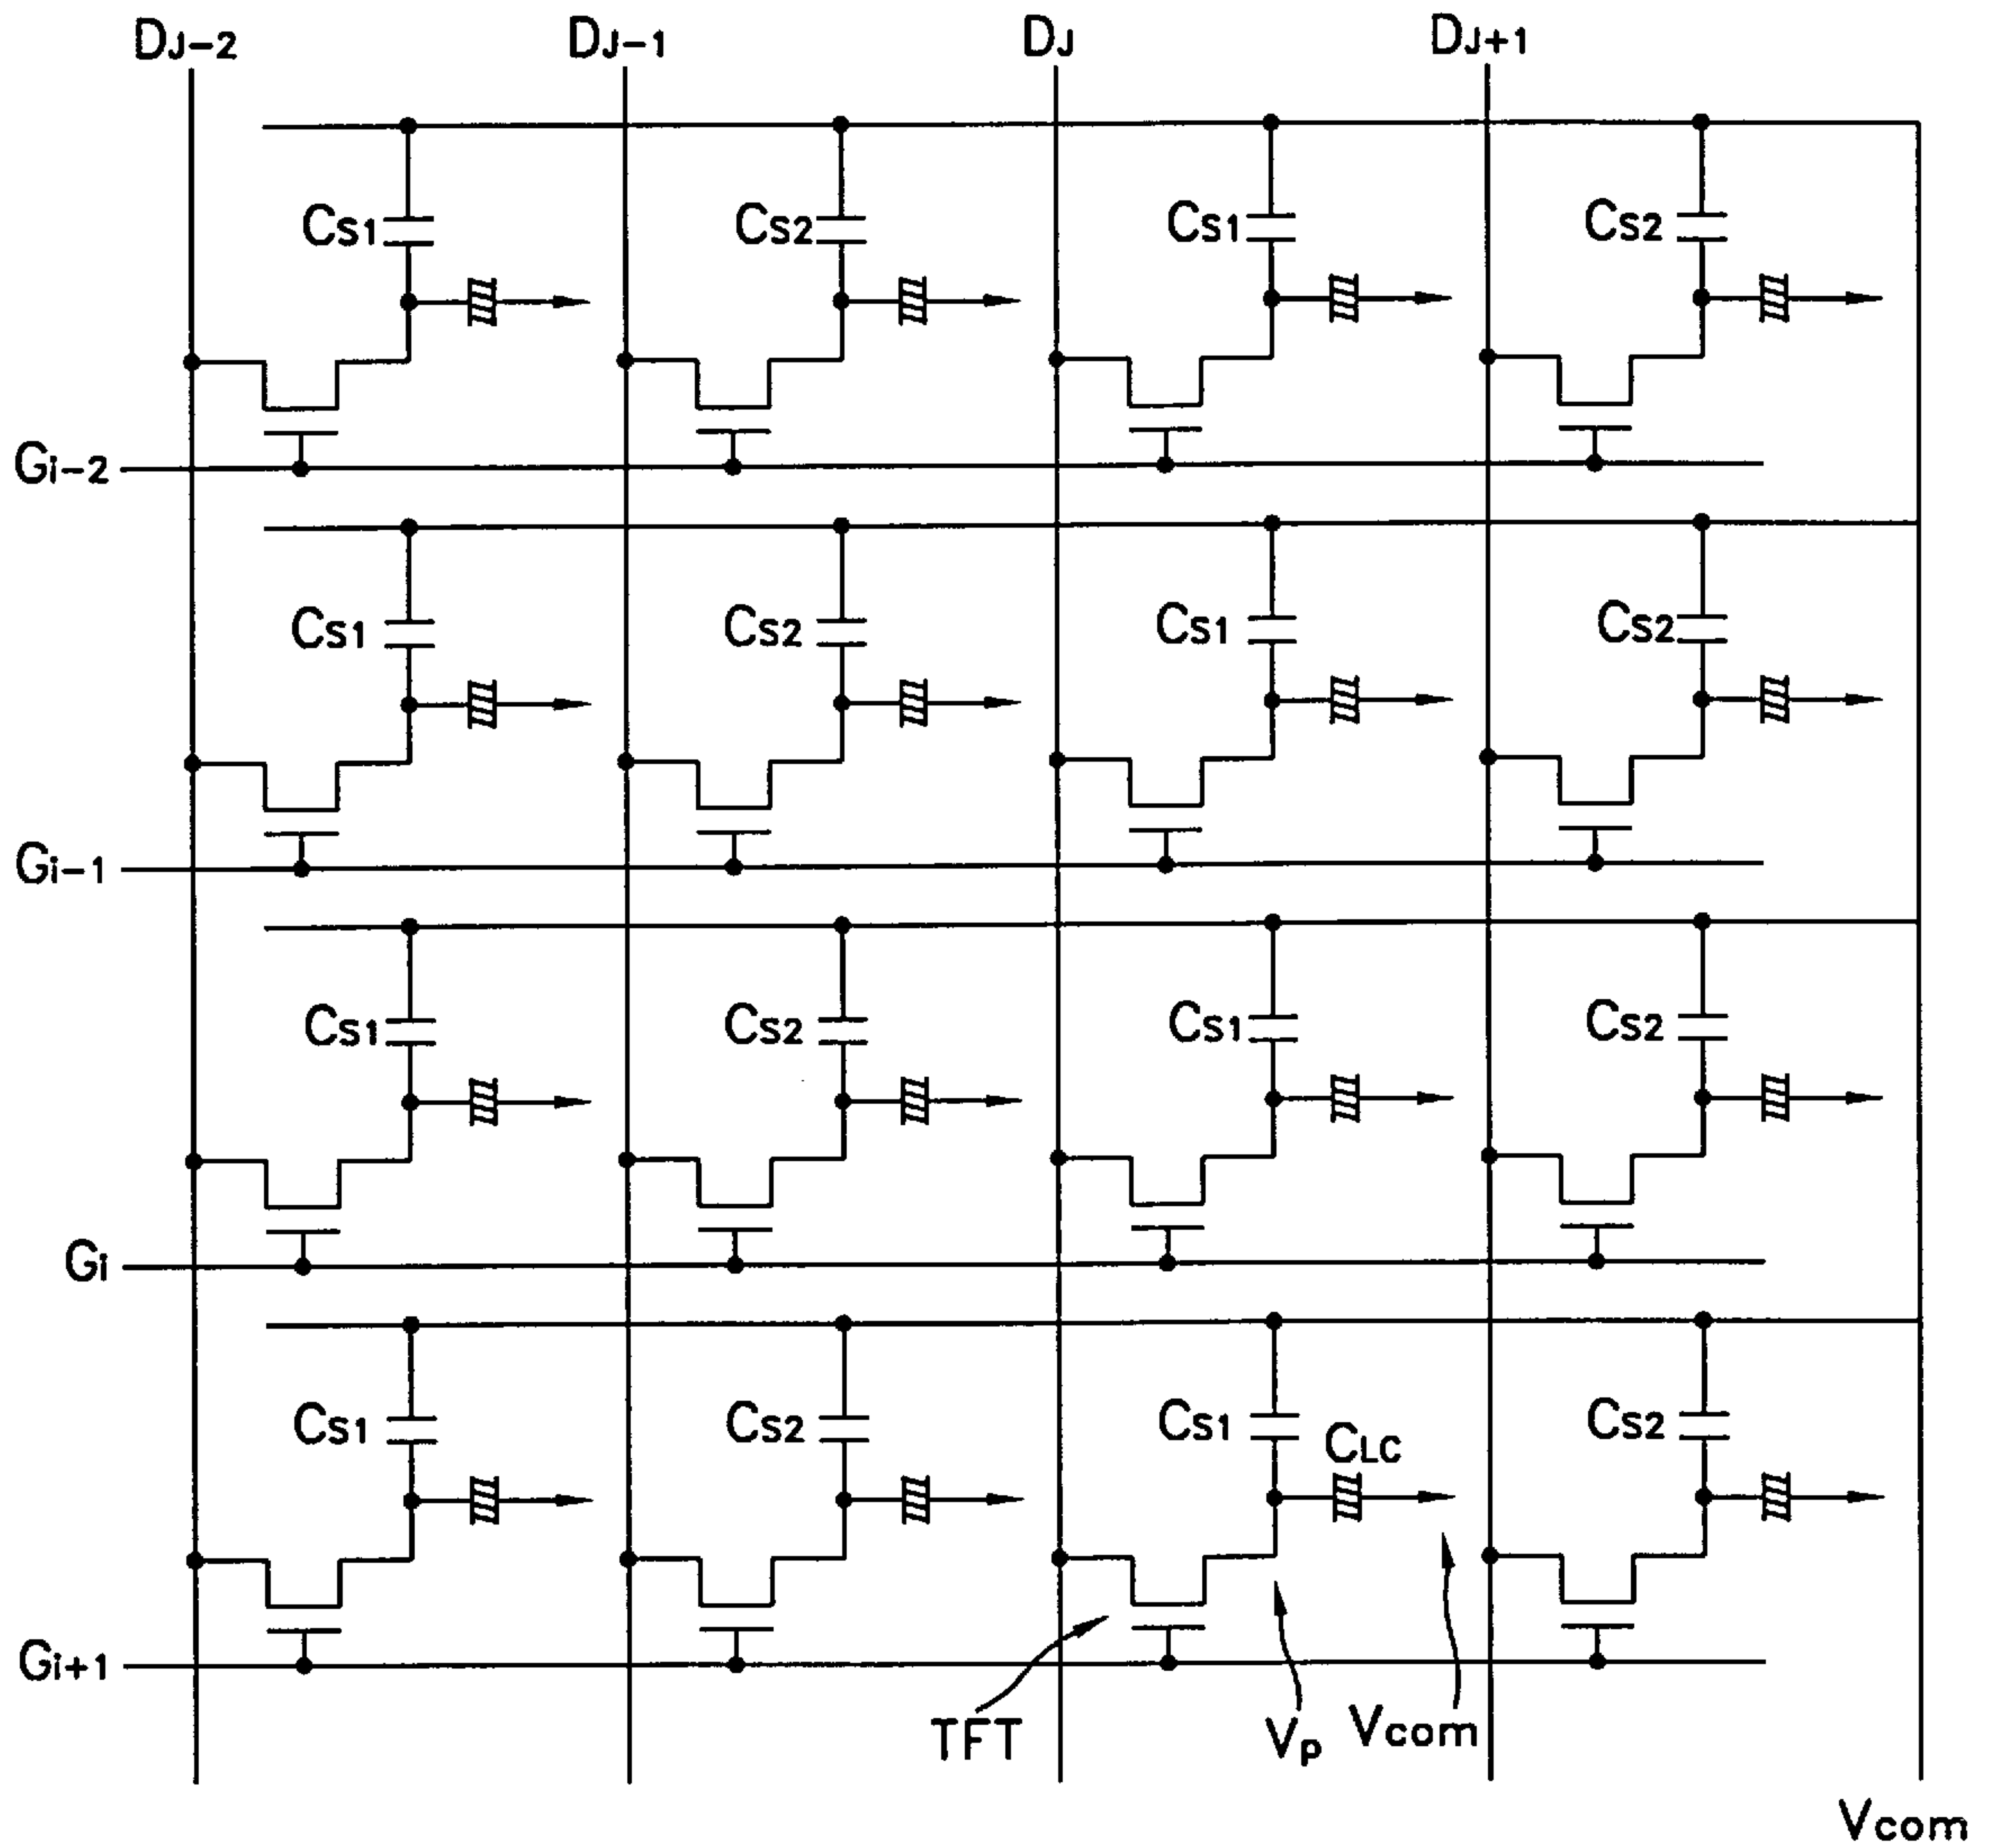 DJ-2 DJ-1 DJ DJ+1
CS1 CS2 CS1 CS2
Gi-2
CS1 CS2 CS1 CS2
Gi-1
CS1 CS2 CS1 CS2
Gi
CS1 CS2 CS1 CLC CS2
Gi+1
TFT Vp Vcom
Vcom